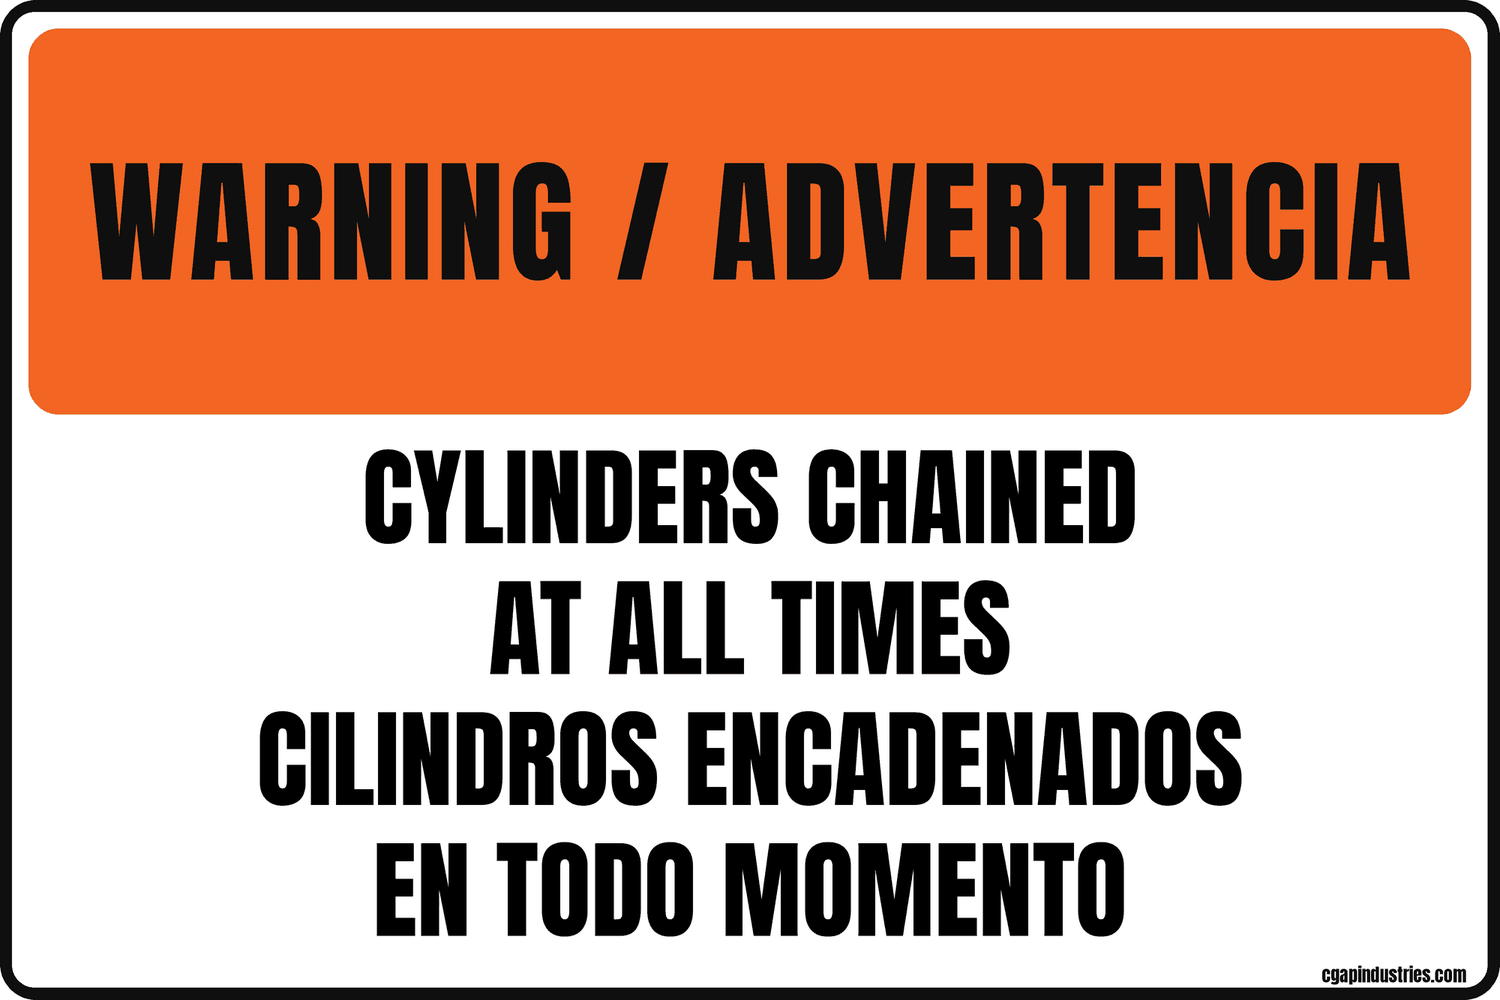 WARNING / ADVERTENCIA
CYLINDERS CHAINED
AT ALL TIMES
CILINDROS ENCADENADOS
EN TODO MOMENTO
cgapindustries.com